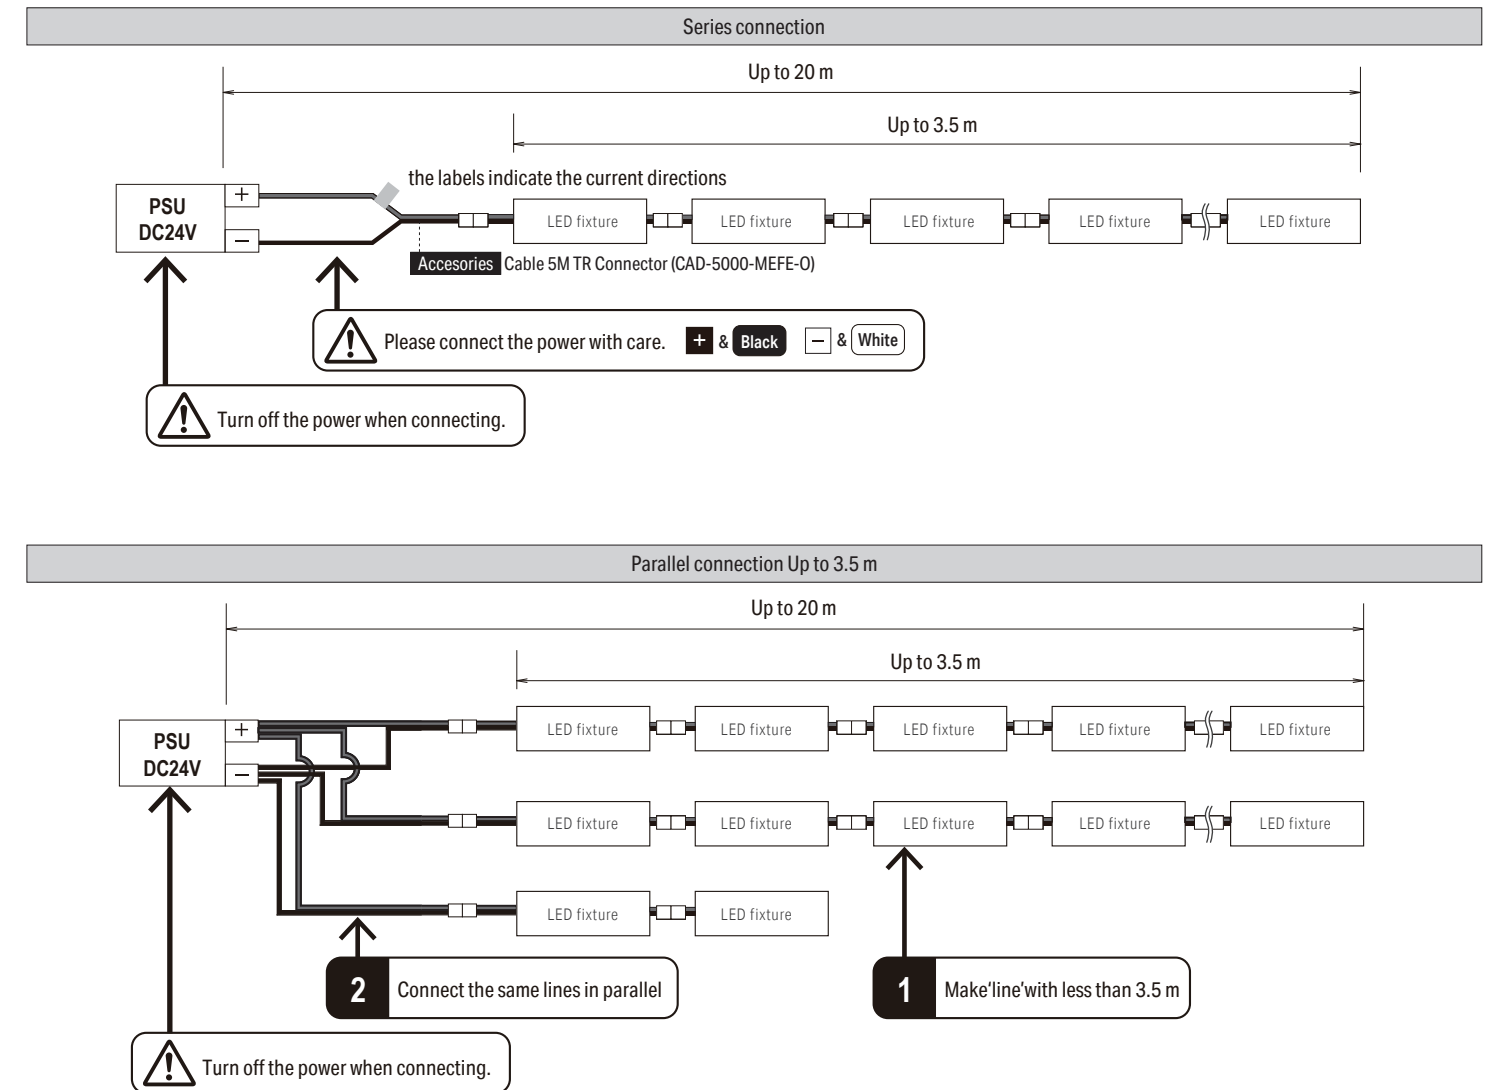 Series connection
Up to 20 m
Up to 3.5 m
the labels indicate the current directions
PSU
DC24V
+
−
LED fixture
LED fixture
LED fixture
LED fixture
LED fixture
Accesories Cable 5M TR Connector (CAD-5000-MEFE-O)
Please connect the power with care. + & Black − & White
Turn off the power when connecting.
Parallel connection Up to 3.5 m
Up to 20 m
Up to 3.5 m
PSU
DC24V
+
−
LED fixture
LED fixture
LED fixture
LED fixture
LED fixture
LED fixture
LED fixture
LED fixture
LED fixture
LED fixture
LED fixture
LED fixture
2 Connect the same lines in parallel
1 Make‘line’with less than 3.5 m
Turn off the power when connecting.